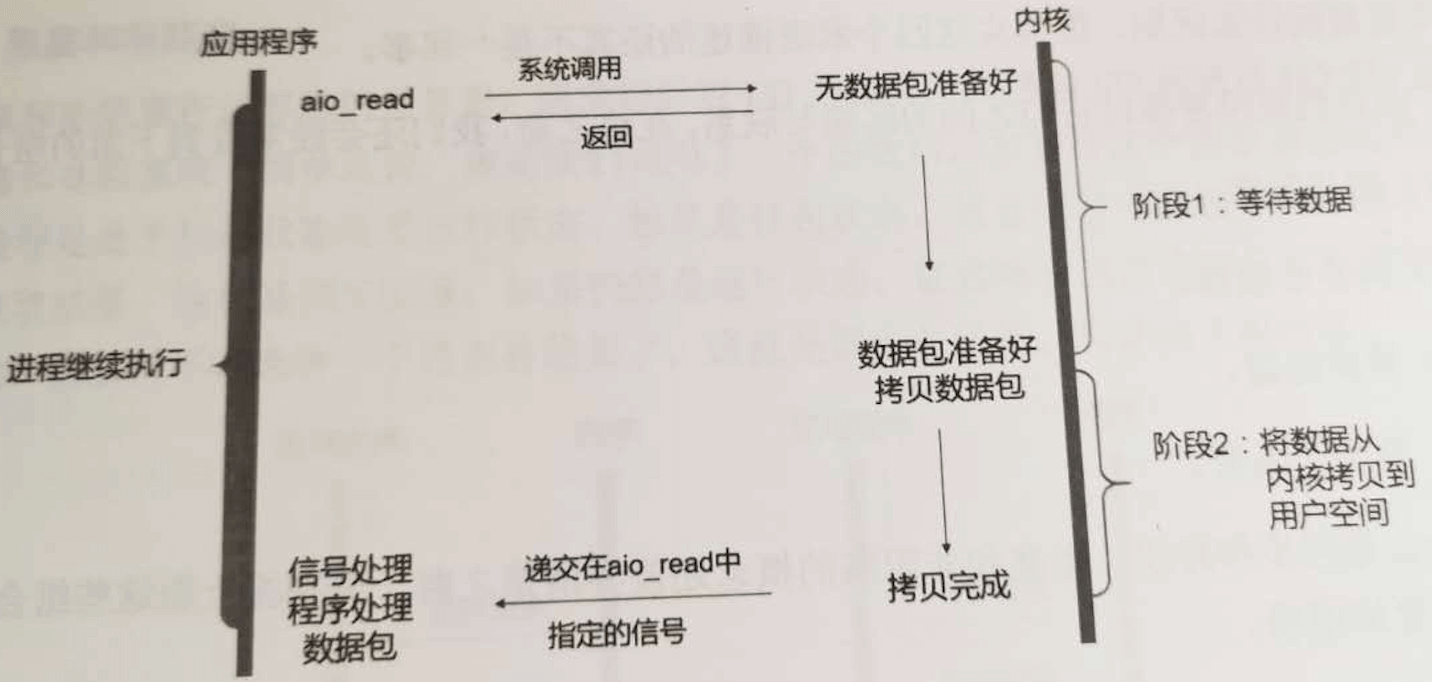 应用程序
内核
aio_read
系统调用
返回
无数据包准备好
阶段1：等待数据
进程继续执行
数据包准备好
拷贝数据包
阶段2：将数据从
内核拷贝到
用户空间
信号处理
程序处理
数据包
递交在aio_read中
指定的信号
拷贝完成